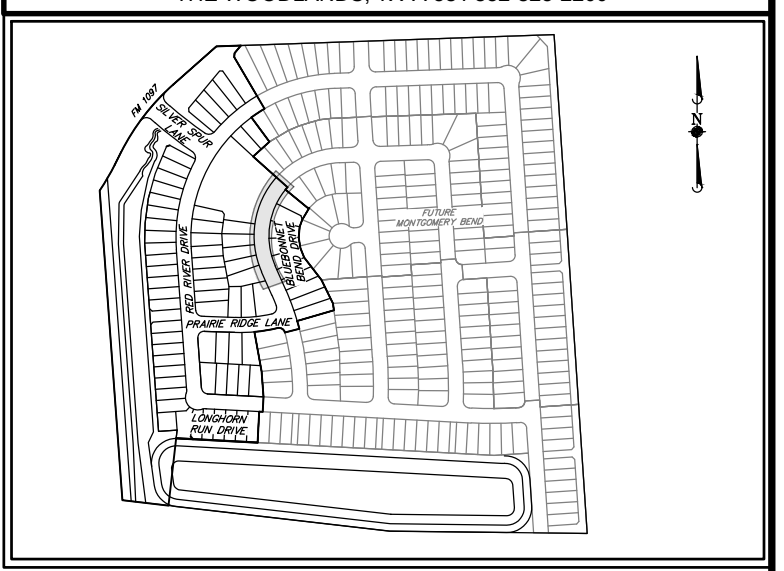 FM 1097
SILVER SPUR
LANE
FUTURE
MONTGOMERY BEND
BLUEBONNET
BEND DRIVE
RED RIVER DRIVE
PRAIRIE RIDGE LANE
LONGHORN
RUN DRIVE
N